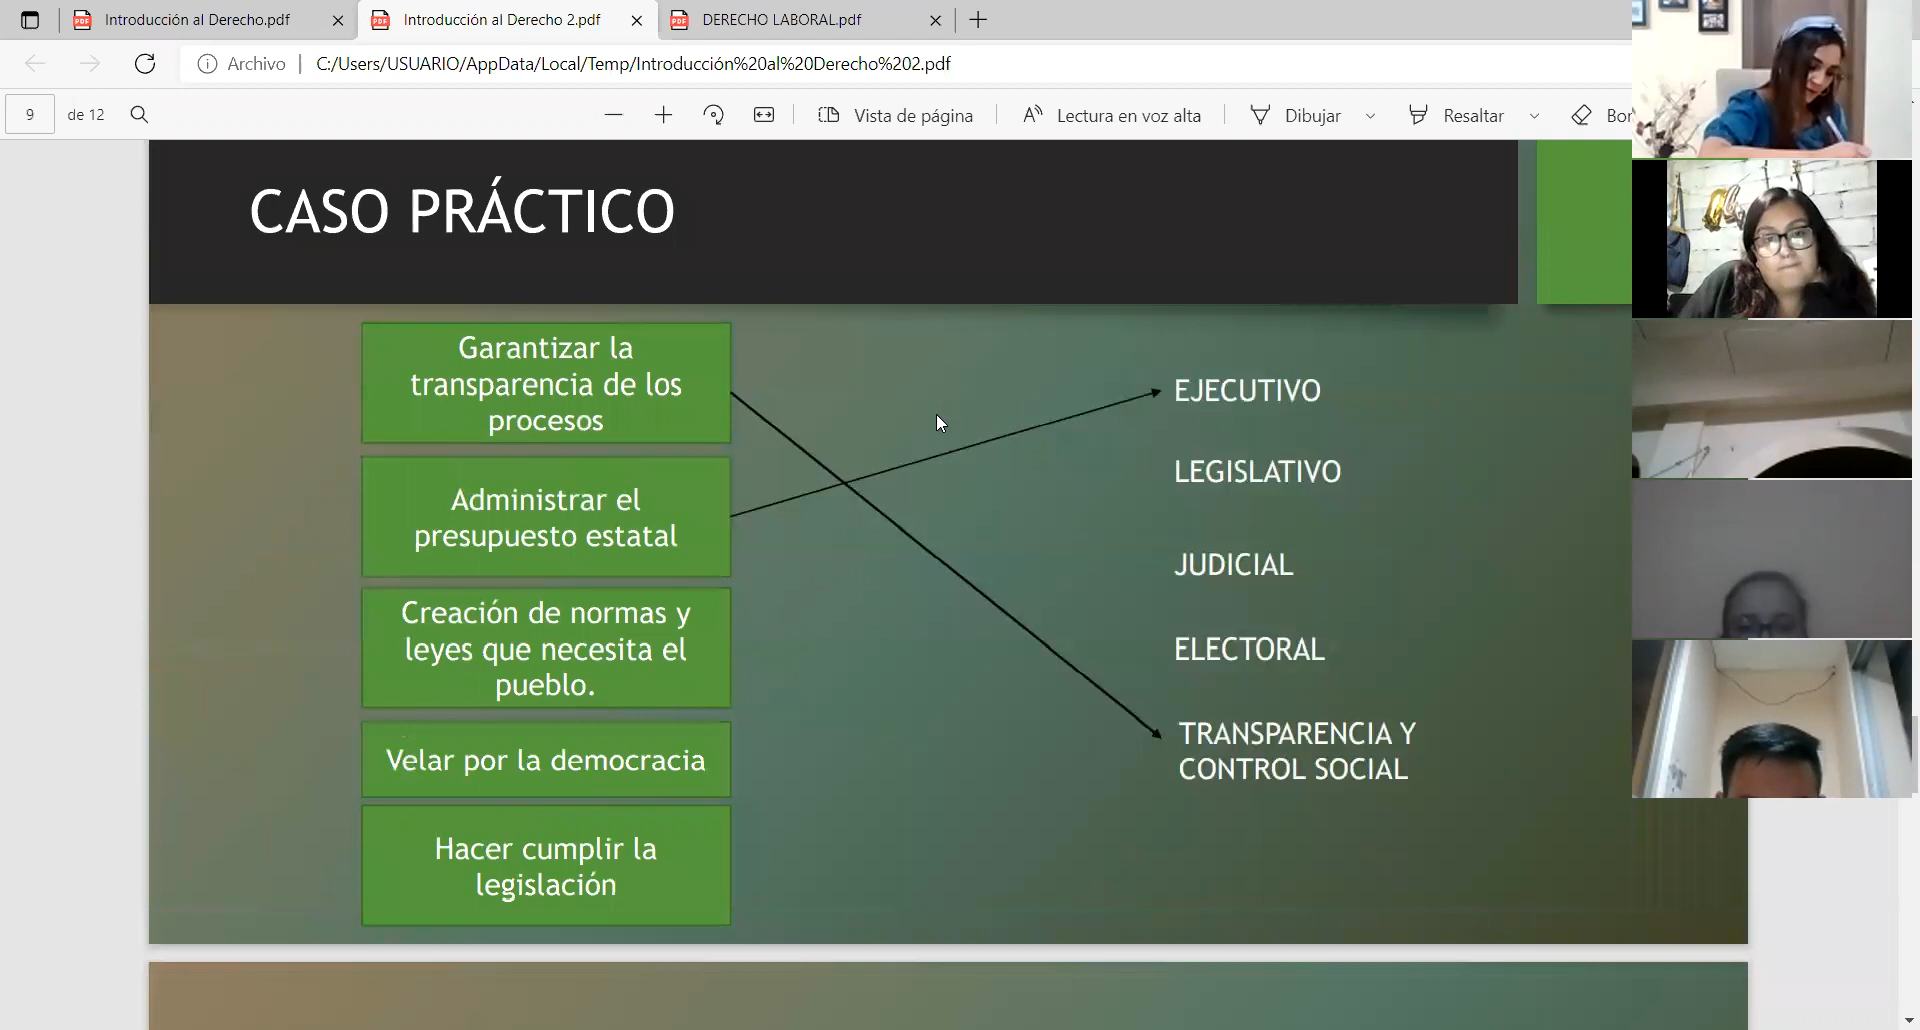 Introducción al Derecho.pdf
Introducción al Derecho 2.pdf
DERECHO LABORAL.pdf
Archivo
C:/Users/USUARIO/AppData/Local/Temp/Introducción%20al%20Derecho%202.pdf
9 de 12
Vista de página
Lectura en voz alta
Dibujar
Resaltar
CASO PRÁCTICO
Garantizar la
transparencia de los
procesos
Administrar el
presupuesto estatal
Creación de normas y
leyes que necesita el
pueblo.
Velar por la democracia
Hacer cumplir la
legislación
EJECUTIVO
LEGISLATIVO
JUDICIAL
ELECTORAL
TRANSPARENCIA Y
CONTROL SOCIAL